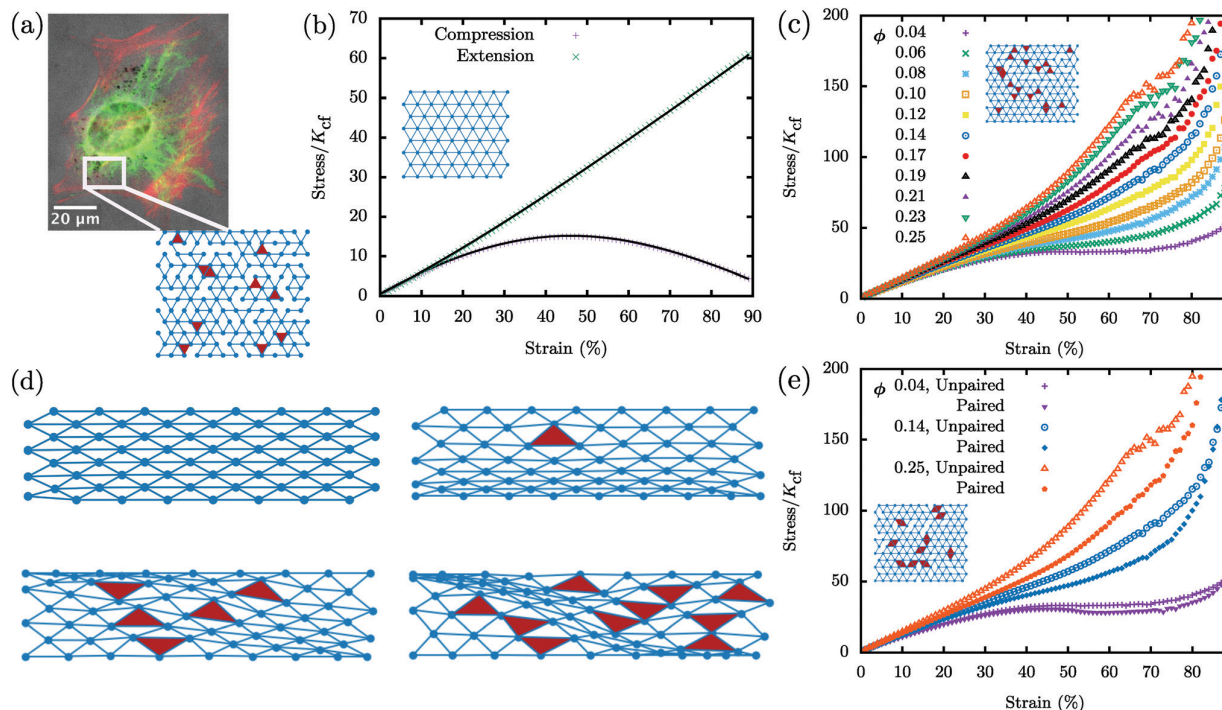 (a)
20 μm
(b)
Compression
Extension
Stress/K_cf
70
60
50
40
30
20
10
0
0 10 20 30 40 50 60 70 80 90
Strain (%)
(c)
ϕ 0.04
0.06
0.08
0.10
0.12
0.14
0.17
0.19
0.21
0.23
0.25
Stress/K_cf
200
150
100
50
0
0 10 20 30 40 50 60 70 80
Strain (%)
(d)
(e)
ϕ 0.04, Unpaired
Paired
0.14, Unpaired
Paired
0.25, Unpaired
Paired
Stress/K_cf
200
150
100
50
0
0 10 20 30 40 50 60 70 80
Strain (%)